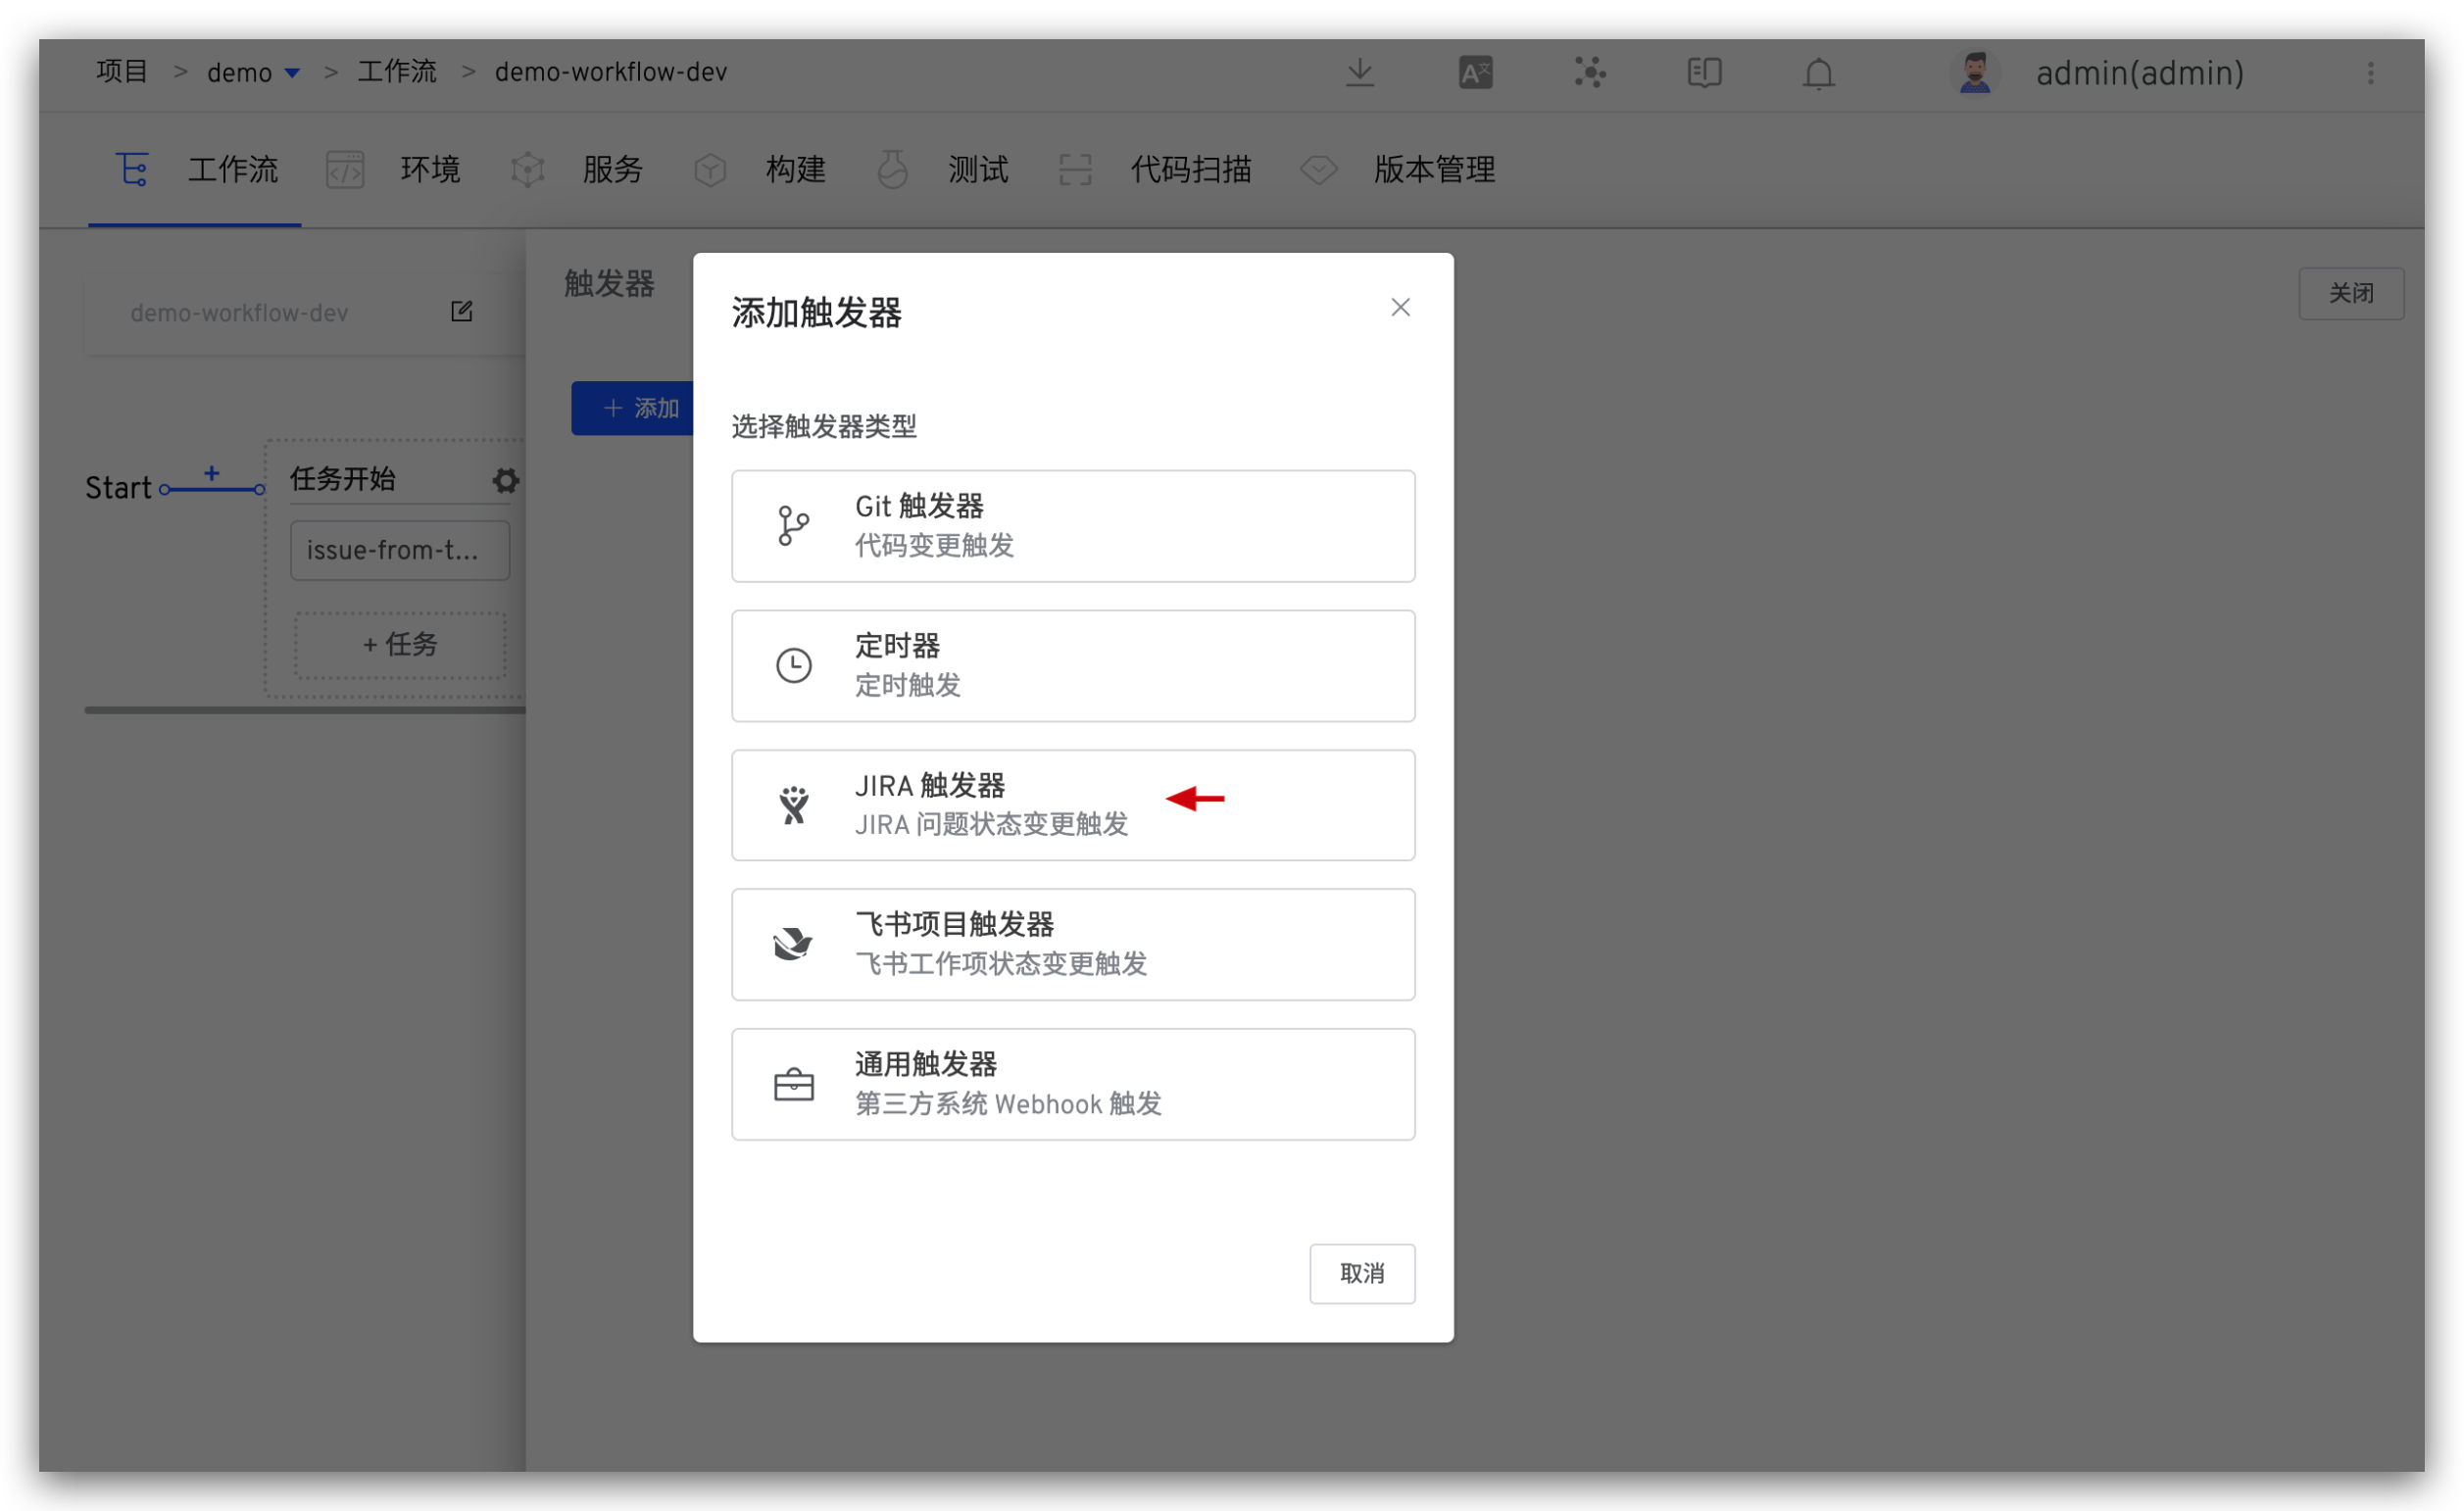 项目 > demo > 工作流 > demo-workflow-dev
admin(admin)
工作流 环境 服务 构建 测试 代码扫描 版本管理
demo-workflow-dev
触发器
关闭
+ 添加
Start
+
任务开始
issue-from-t...
+ 任务
添加触发器
选择触发器类型
Git 触发器
代码变更触发
定时器
定时触发
JIRA 触发器
JIRA 问题状态变更触发
飞书项目触发器
飞书工作项状态变更触发
通用触发器
第三方系统 Webhook 触发
取消